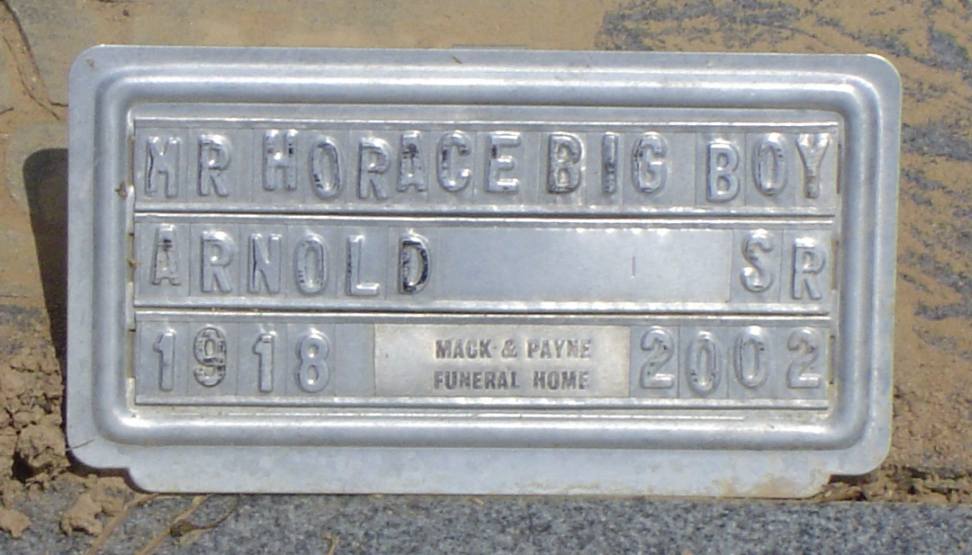 MR HORACE BIG BOY
ARNOLD SR
1918 2002
MACK & PAYNE
FUNERAL HOME